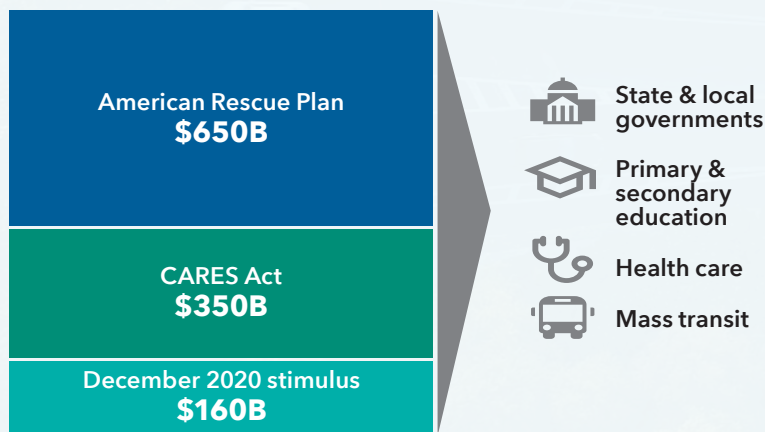 American Rescue Plan
$650B
CARES Act
$350B
December 2020 stimulus
$160B
State & local
governments
Primary &
secondary
education
Health care
Mass transit